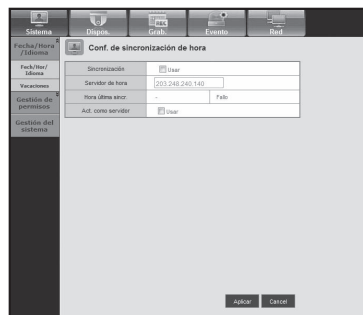 Sistema Dispos. Grab. Evento Red
Fecha/Hora
/Idioma
Fech/Hor/
Idioma
Vacaciones
Gestión de
permisos
Gestión del
sistema
Conf. de sincronización de hora
Sincronización Usar
Servidor de hora 203.248.240.140
Hora última sincr. - Fallo
Act. como servidor Usar
Aplicar Cancel